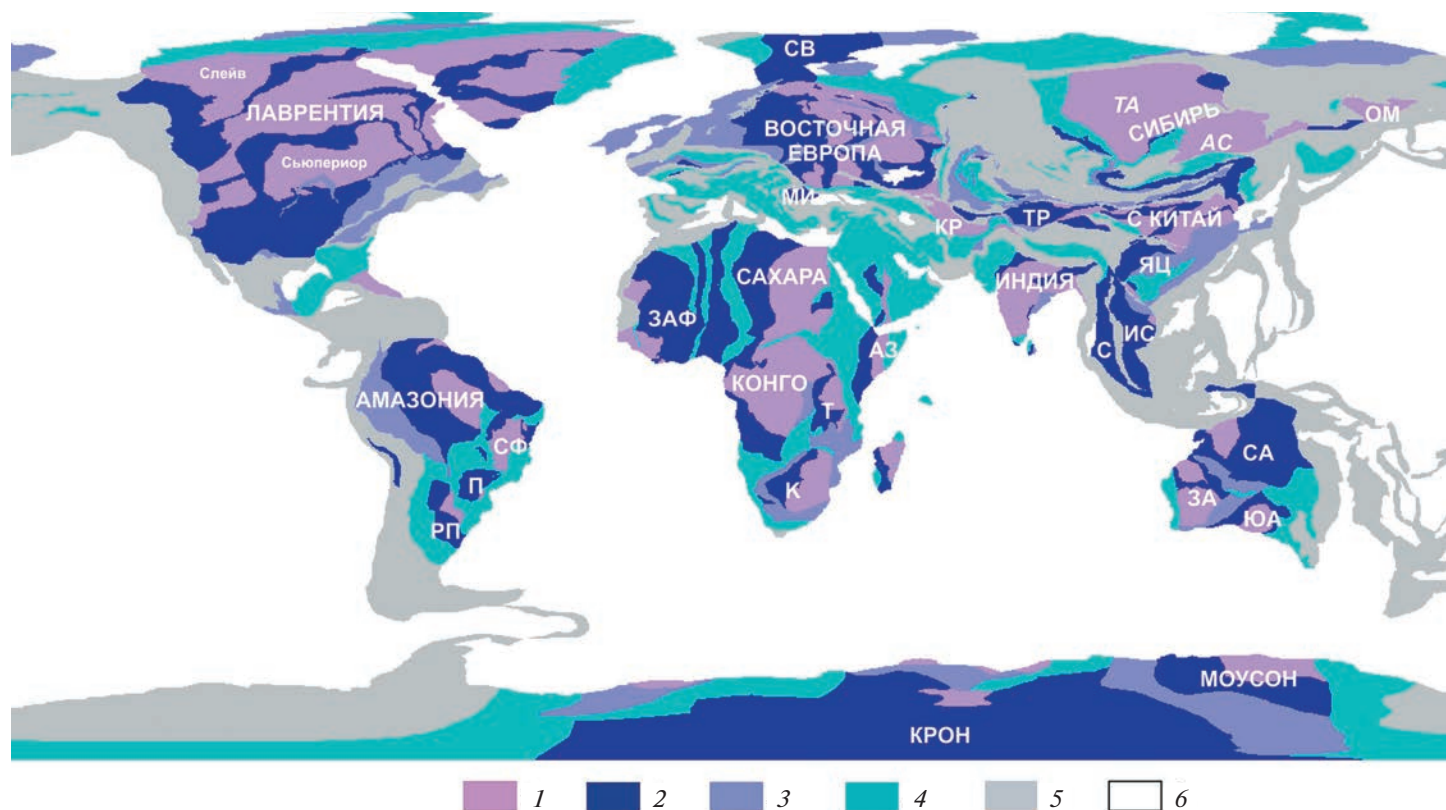 СВ
Слейв
ЛАВРЕНТИЯ
Сьюпериор
ВОСТОЧНАЯ
ЕВРОПА
ТА
СИБИРЬ
АС
ОМ
МИ
КР
ТР
С КИТАЙ
ЯЦ
САХАРА
ИНДИЯ
ЗАФ
АЗ
С
ИС
КОНГО
Т
АМАЗОНИЯ
СФ
П
РП
К
СА
ЗА
ЮА
МОУСОН
КРОН
1 2 3 4 5 6